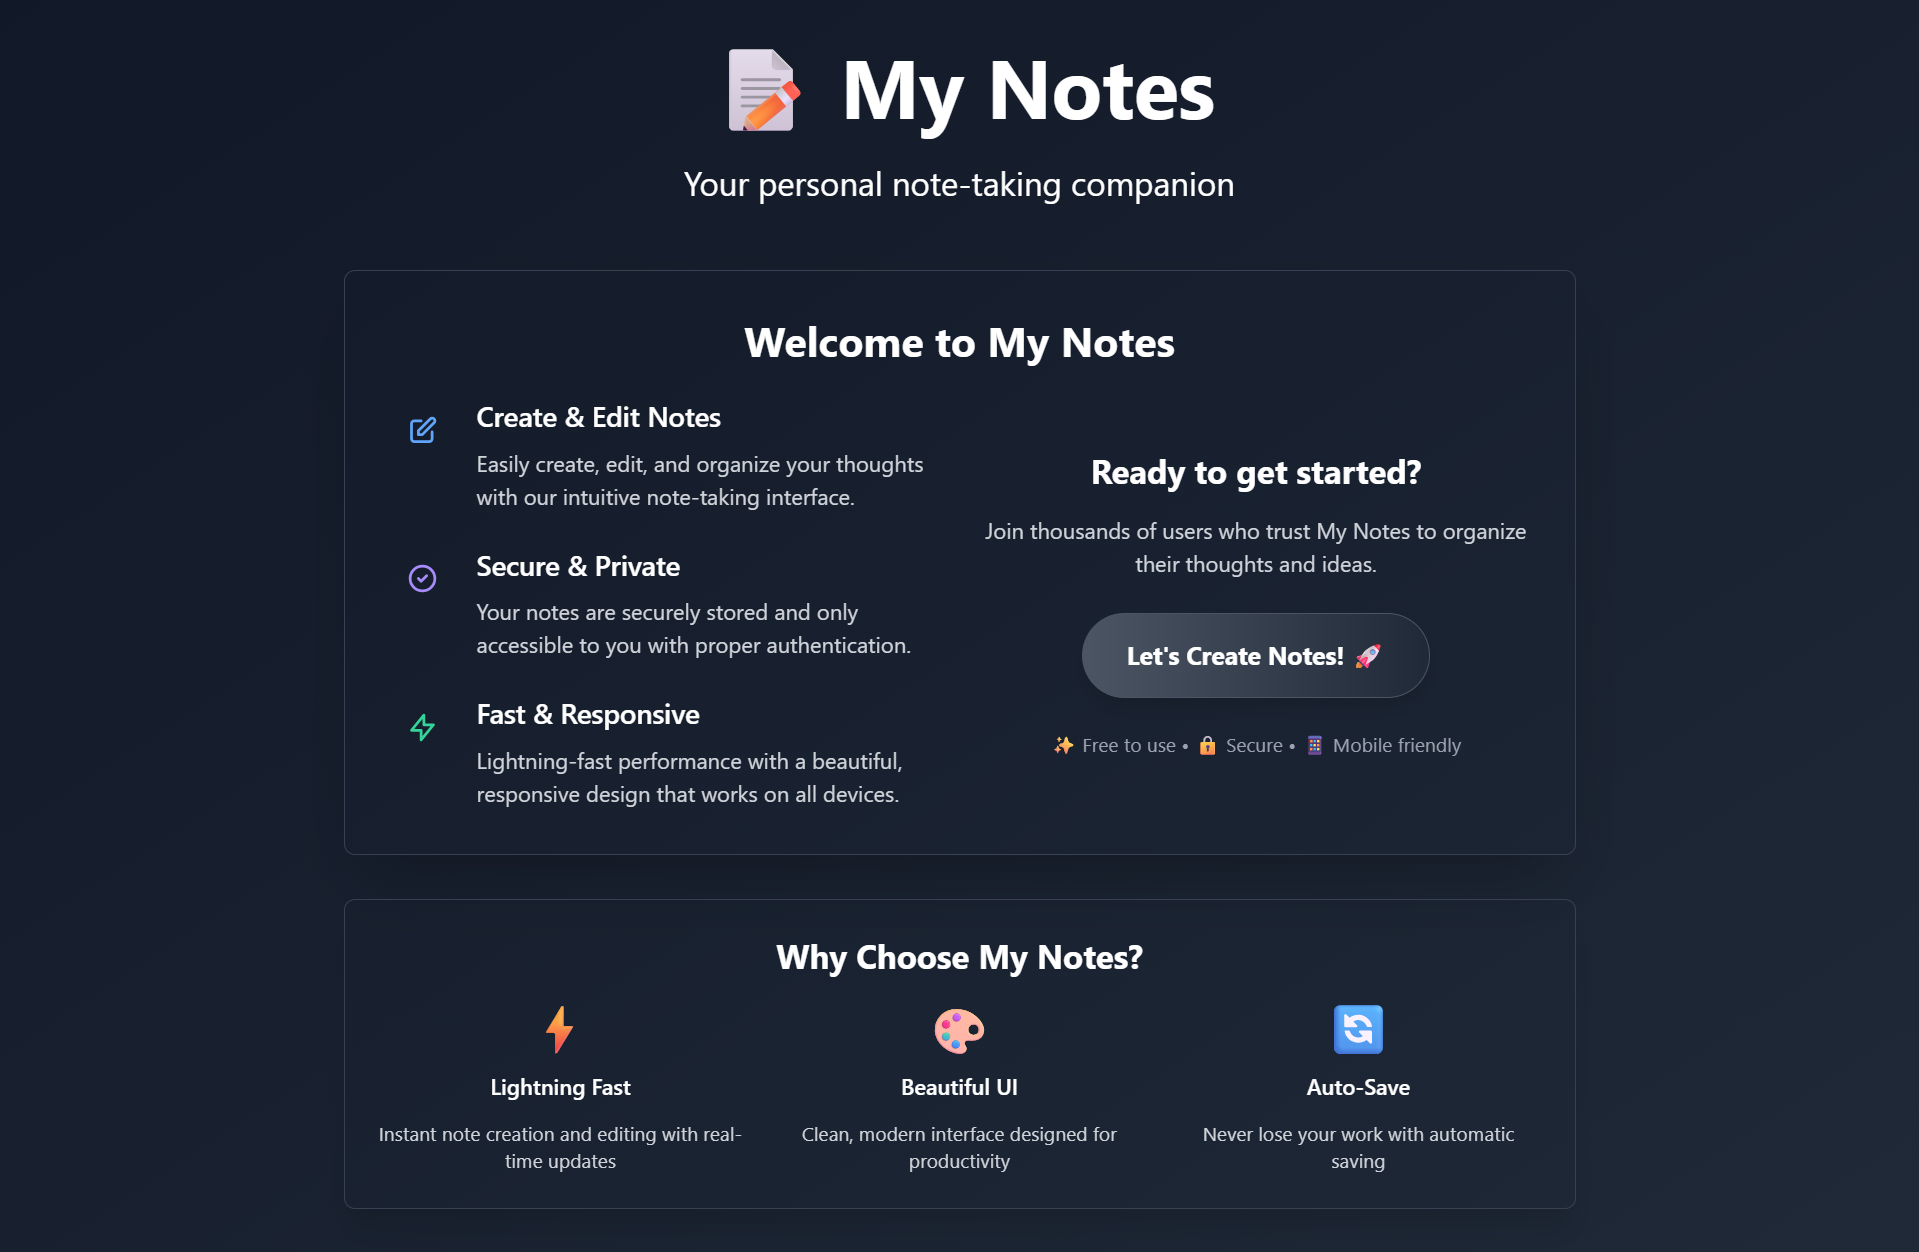 My Notes
Your personal note-taking companion
Welcome to My Notes
Create & Edit Notes
Easily create, edit, and organize your thoughts
with our intuitive note-taking interface.
Secure & Private
Your notes are securely stored and only
accessible to you with proper authentication.
Fast & Responsive
Lightning-fast performance with a beautiful,
responsive design that works on all devices.
Ready to get started?
Join thousands of users who trust My Notes to organize
their thoughts and ideas.
Let's Create Notes! 🚀
✨ Free to use • 🔒 Secure • 📱 Mobile friendly
Why Choose My Notes?
Lightning Fast
Instant note creation and editing with real-
time updates
Beautiful UI
Clean, modern interface designed for
productivity
Auto-Save
Never lose your work with automatic
saving